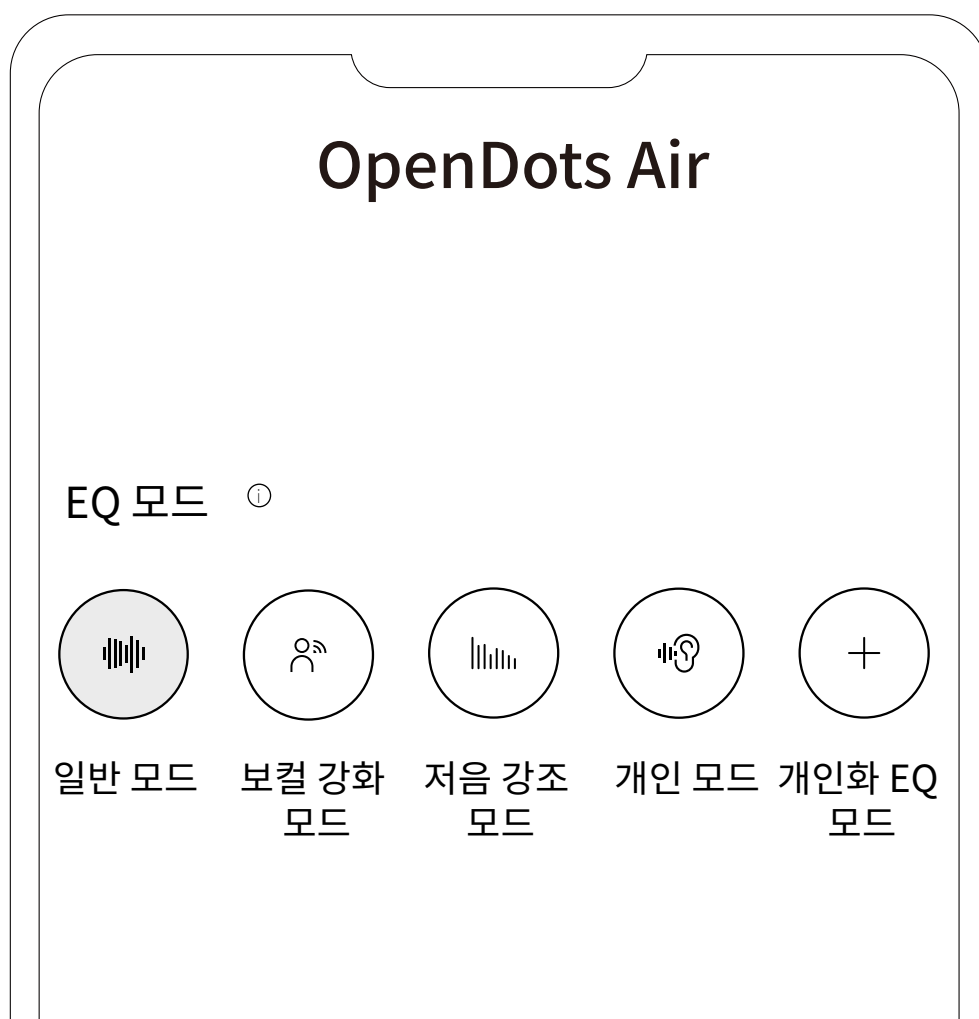 OpenDots Air
EQ 모드
일반 모드
보컬 강화
모드
저음 강조
모드
개인 모드
개인화 EQ
모드